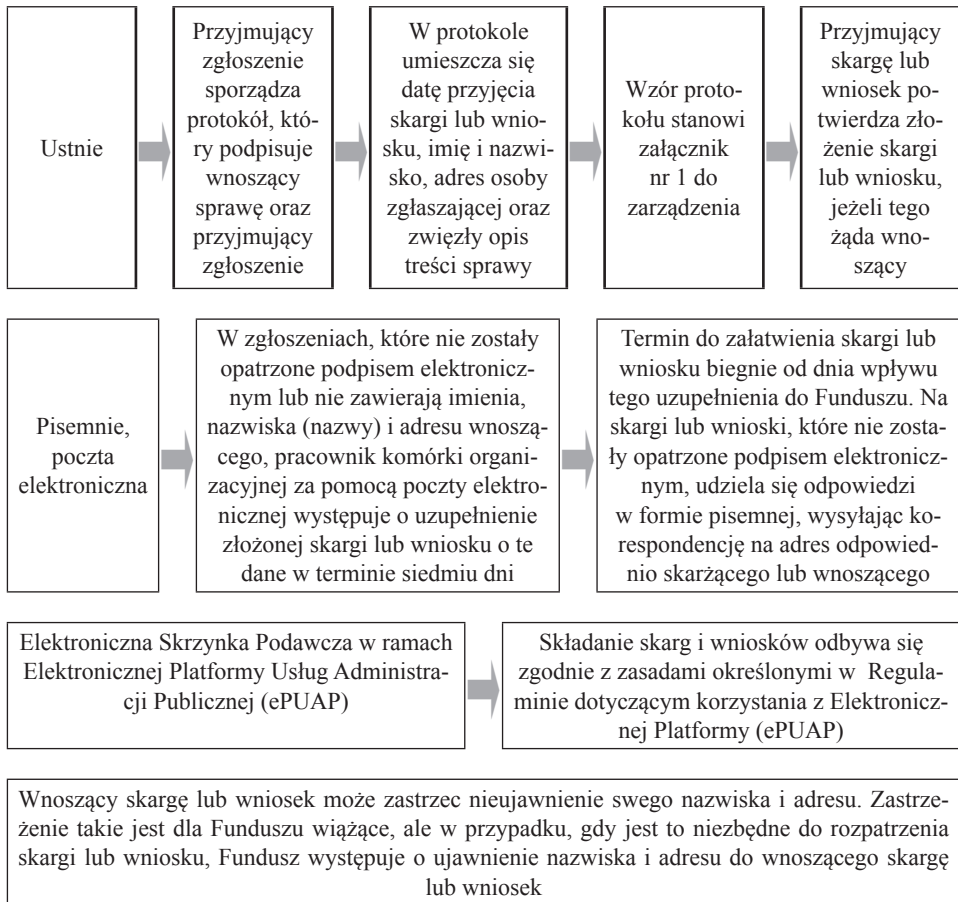 Ustnie
Przyjmujący
zgłoszenie
sporządza
protokół, któ-
ry podpisuje
wnoszący
sprawę oraz
przyjmujący
zgłoszenie
W protokole
umieszcza się
datę przyjęcia
skargi lub wnio-
sku, imię i nazwi-
sko, adres osoby
zgłaszającej oraz
zwięzły opis
treści sprawy
Wzór proto-
kołu stanowi
załącznik
nr 1 do
zarządzenia
Przyjmujący
skargę lub
wniosek po-
twierdza zło-
żenie skargi
lub wniosku,
jeżeli tego
żąda wno-
szący
Pisemnie,
poczta
elektroniczna
W zgłoszeniach, które nie zostały
opatrzone podpisem elektronicz-
nym lub nie zawierają imienia,
nazwiska (nazwy) i adresu wnoszą-
cego, pracownik komórki organi-
zacyjnej za pomocą poczty elektro-
nicznej występuje o uzupełnienie
złożonej skargi lub wniosku o te
dane w terminie siedmiu dni
Termin do załatwienia skargi lub
wniosku biegnie od dnia wpływu
tego uzupełnienia do Funduszu. Na
skargi lub wnioski, które nie zosta-
ły opatrzone podpisem elektronicz-
nym, udziela się odpowiedzi
w formie pisemnej, wysyłając ko-
respondencję na adres odpowied-
nio skarżącego lub wnoszącego
Elektroniczna Skrzynka Podawcza w ramach
Elektronicznej Platformy Usług Administra-
cji Publicznej (ePUAP)
Składanie skarg i wniosków odbywa się
zgodnie z zasadami określonymi w Regula-
minie dotyczącym korzystania z Elektronicz-
nej Platformy (ePUAP)
Wnoszący skargę lub wniosek może zastrzec nieujawnienie swego nazwiska i adresu. Zastrze-
żenie takie jest dla Funduszu wiążące, ale w przypadku, gdy jest to niezbędne do rozpatrzenia
skargi lub wniosku, Fundusz występuje o ujawnienie nazwiska i adresu do wnoszącego skargę
lub wniosek